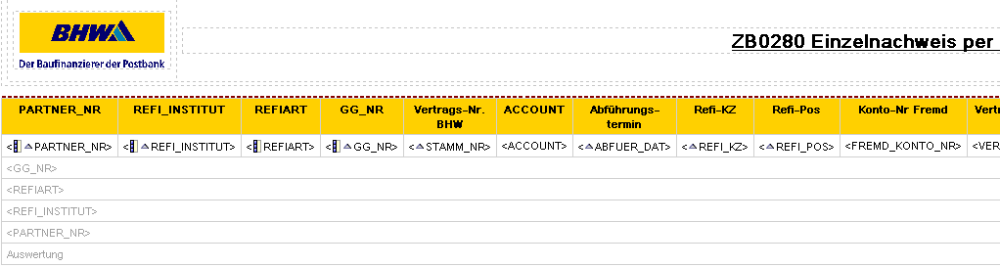 BHW
Der Baufinanzierer der Postbank
ZB0280 Einzelnachweis per
PARTNER_NR REFI_INSTITUT REFIART GG_NR Vertrags-Nr. BHW ACCOUNT Abführungs-termin Refi-KZ Refi-Pos Konto-Nr Fremd Vertr
<PARTNER_NR> <REFI_INSTITUT> <REFIART> <GG_NR> <STAMM_NR> <ACCOUNT> <ABFUER_DAT> <REFI_KZ> <REFI_POS> <FREMD_KONTO_NR> <VER
<GG_NR>
<REFIART>
<REFI_INSTITUT>
<PARTNER_NR>
Auswertung